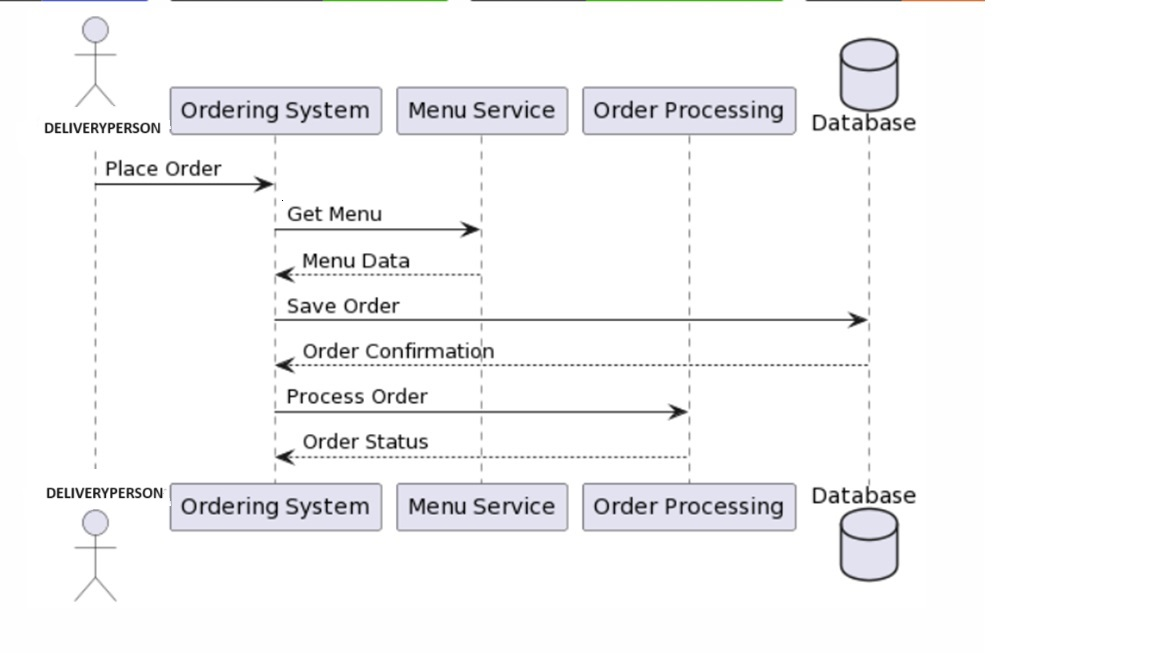 DELIVERYPERSON
Ordering System
Menu Service
Order Processing
Database
Place Order
Get Menu
Menu Data
Save Order
Order Confirmation
Process Order
Order Status
DELIVERYPERSON
Ordering System
Menu Service
Order Processing
Database